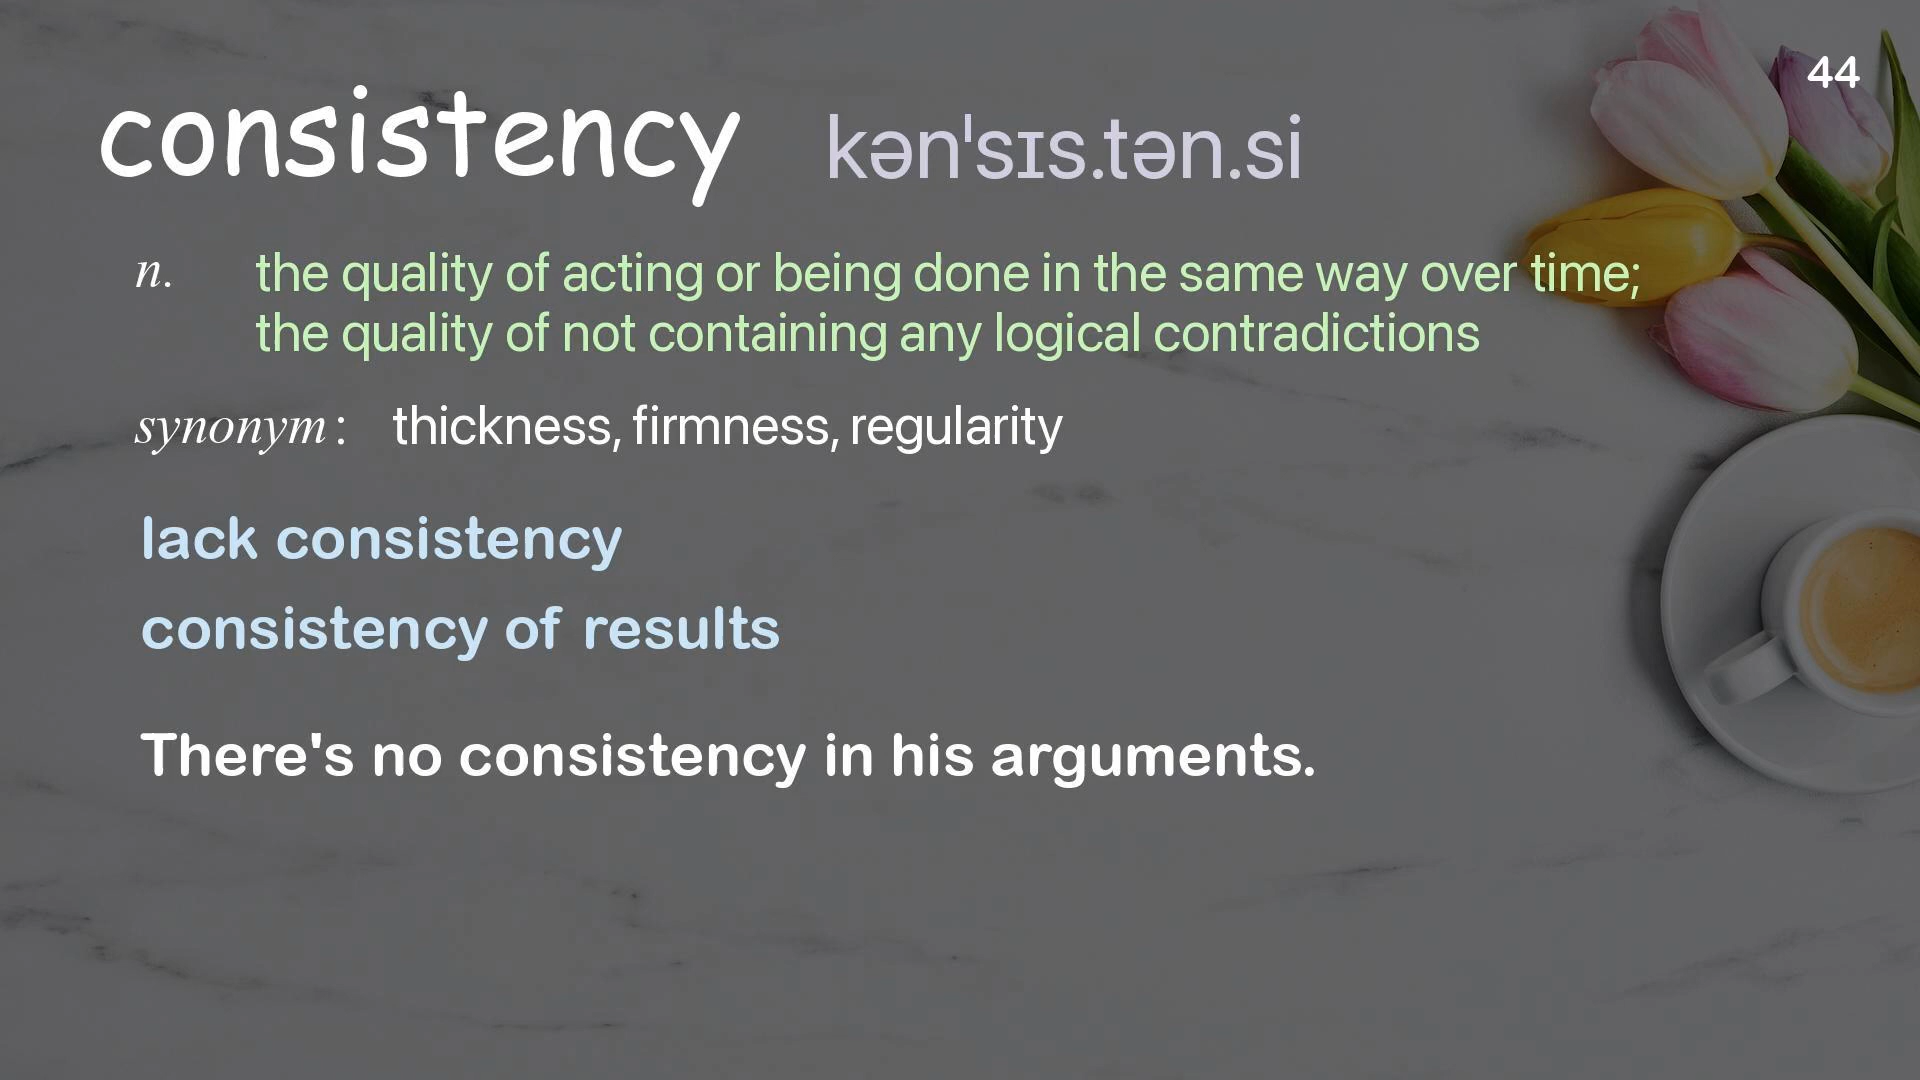 44
consistency kən'sɪs.tən.si
n. the quality of acting or being done in the same way over time;
the quality of not containing any logical contradictions
synonym: thickness, firmness, regularity
lack consistency
consistency of results
There's no consistency in his arguments.